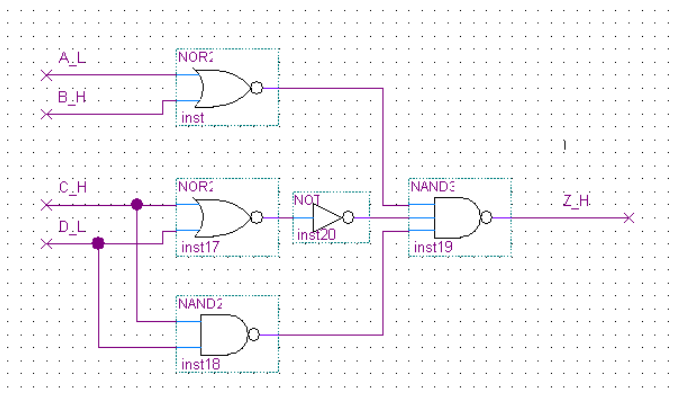 A_L
NOR2
B_H
inst
C_H
NOR2
NOT
NAND3
Z_H
D_L
inst17
inst20
inst19
NAND2
inst18